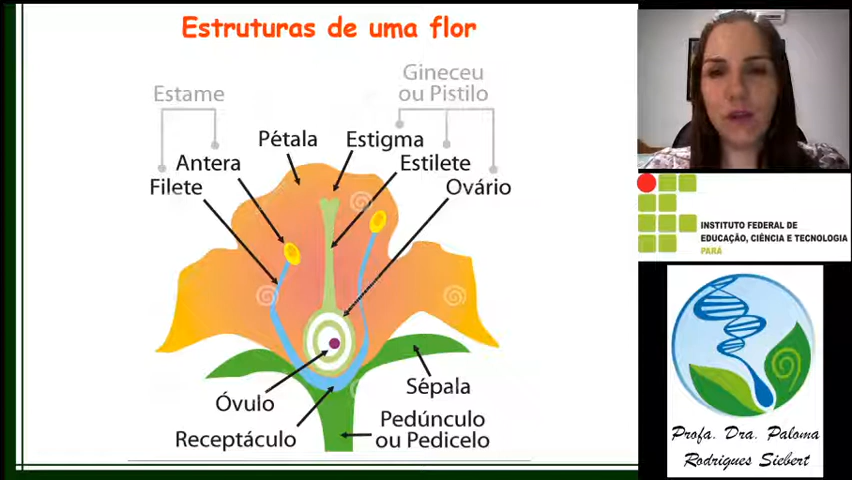 Estruturas de uma flor
Gineceu
ou Pistilo
Estame
Pétala
Estigma
Antera
Estilete
Filete
Ovário
Óvulo
Sépala
Receptáculo
Pedúnculo
ou Pedicelo
INSTITUTO FEDERAL DE
EDUCAÇÃO, CIÊNCIA E TECNOLOGIA
PARÁ
Profa. Dra. Paloma
Rodrigues Siebert